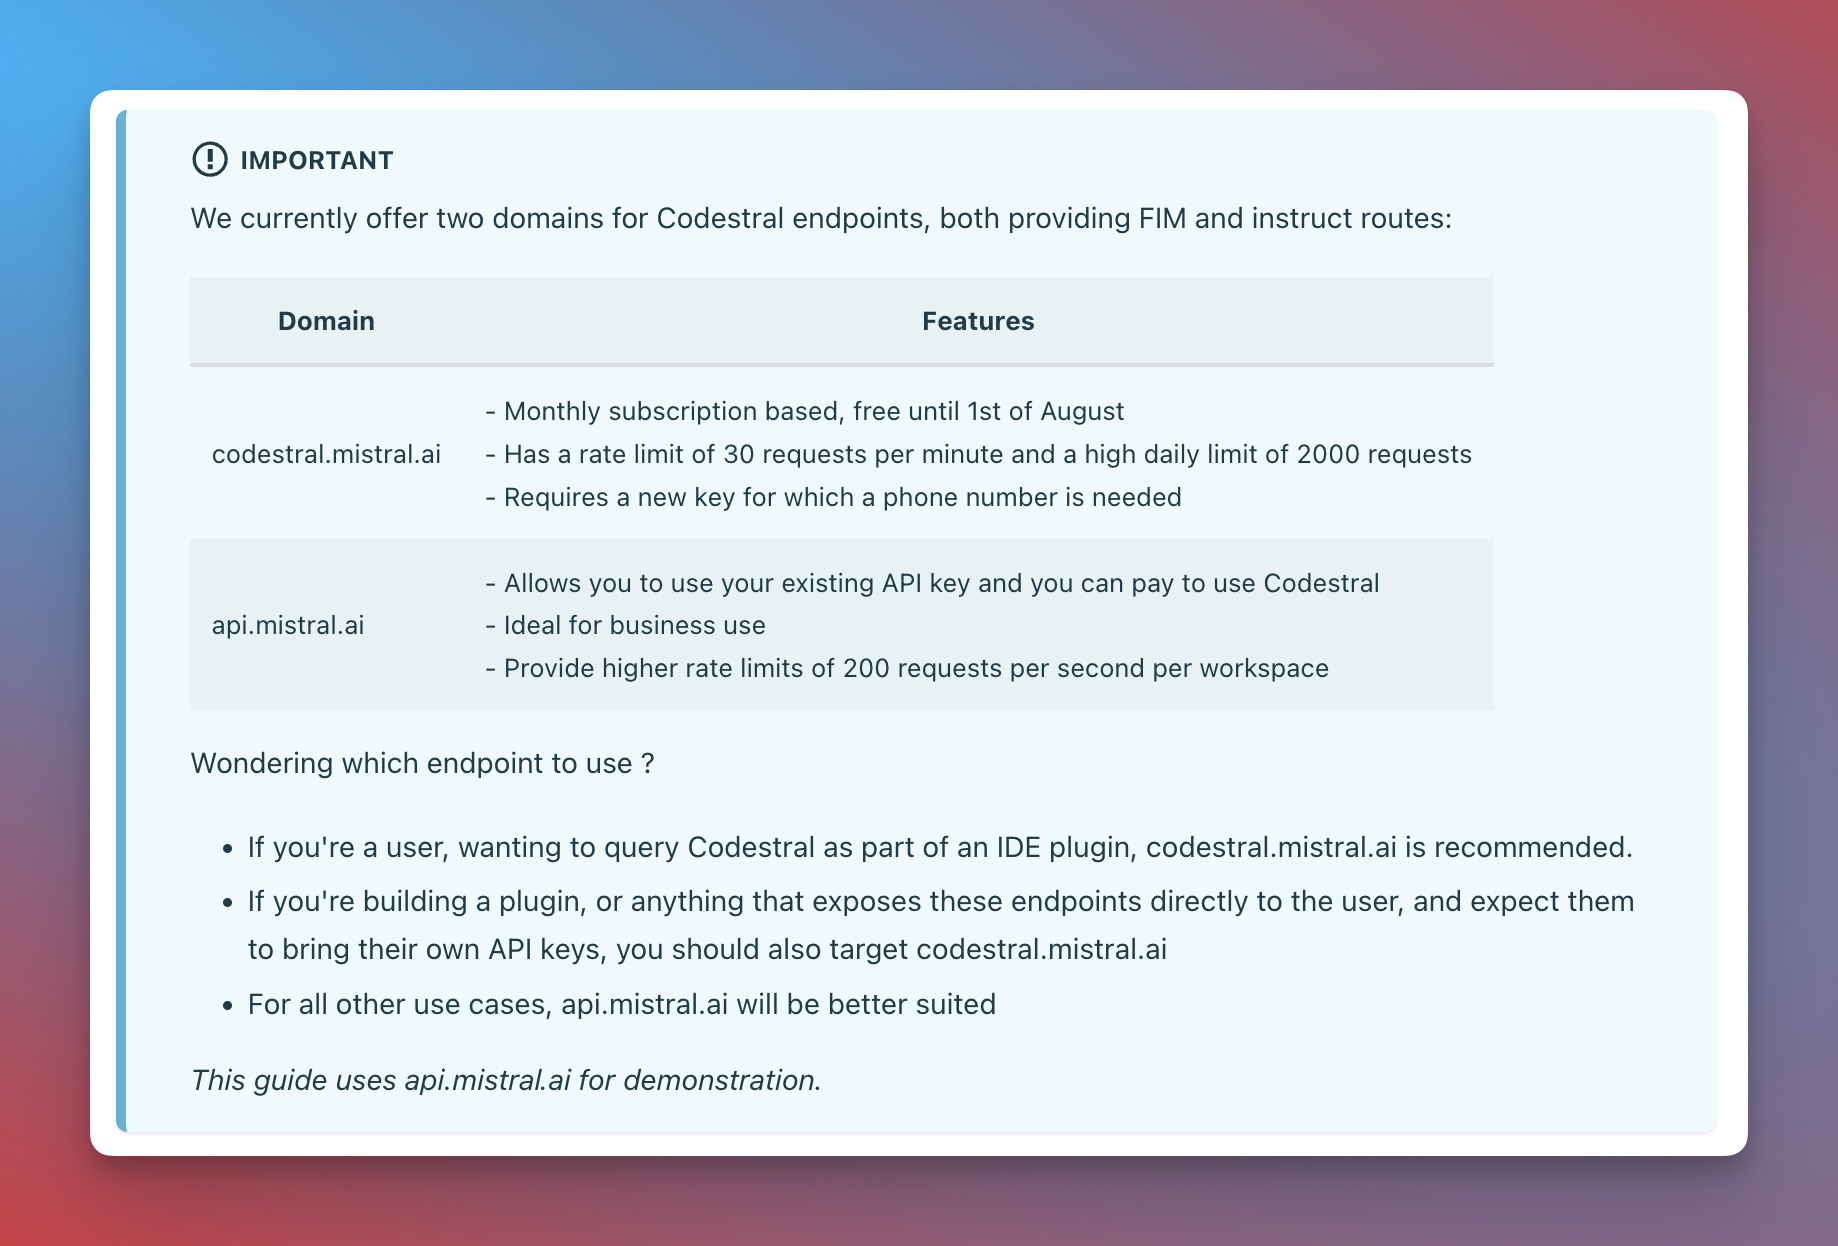 IMPORTANT
We currently offer two domains for Codestral endpoints, both providing FIM and instruct routes:
Domain Features
- Monthly subscription based, free until 1st of August
codestral.mistral.ai - Has a rate limit of 30 requests per minute and a high daily limit of 2000 requests
- Requires a new key for which a phone number is needed
- Allows you to use your existing API key and you can pay to use Codestral
api.mistral.ai - Ideal for business use
- Provide higher rate limits of 200 requests per second per workspace
Wondering which endpoint to use ?
• If you're a user, wanting to query Codestral as part of an IDE plugin, codestral.mistral.ai is recommended.
• If you're building a plugin, or anything that exposes these endpoints directly to the user, and expect them
to bring their own API keys, you should also target codestral.mistral.ai
• For all other use cases, api.mistral.ai will be better suited
This guide uses api.mistral.ai for demonstration.